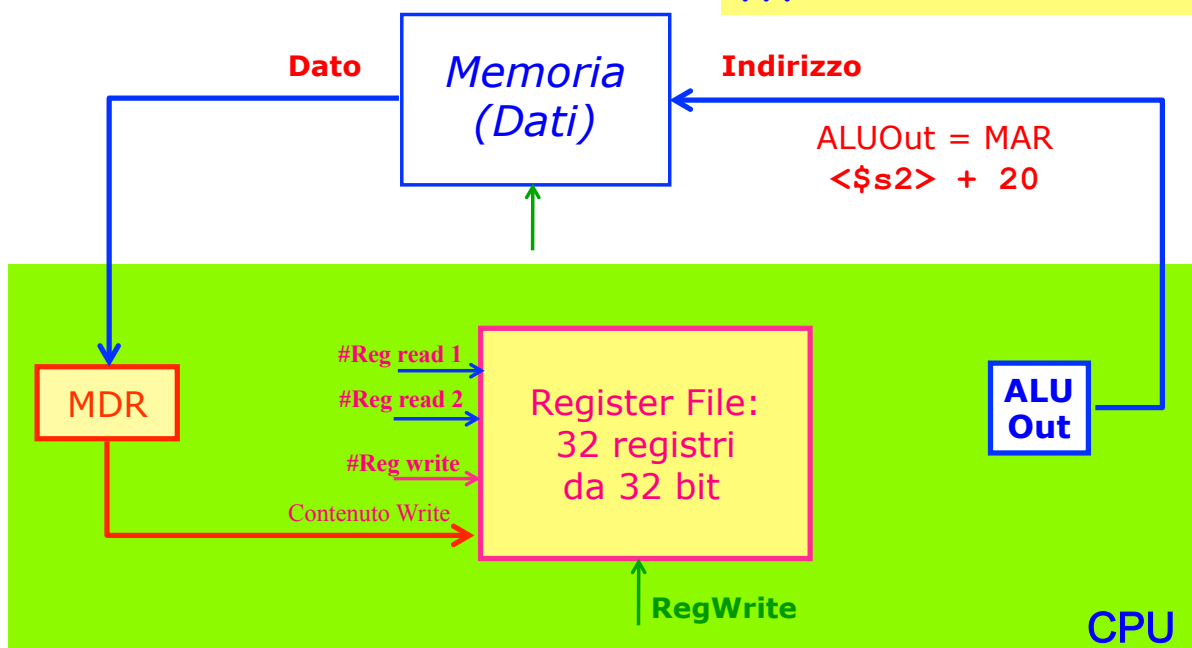 Dato
Memoria
(Dati)
Indirizzo
ALUOut = MAR
<$s2> + 20
MDR
#Reg read 1
#Reg read 2
#Reg write
Contenuto Write
Register File:
32 registri
da 32 bit
ALU
Out
RegWrite
CPU